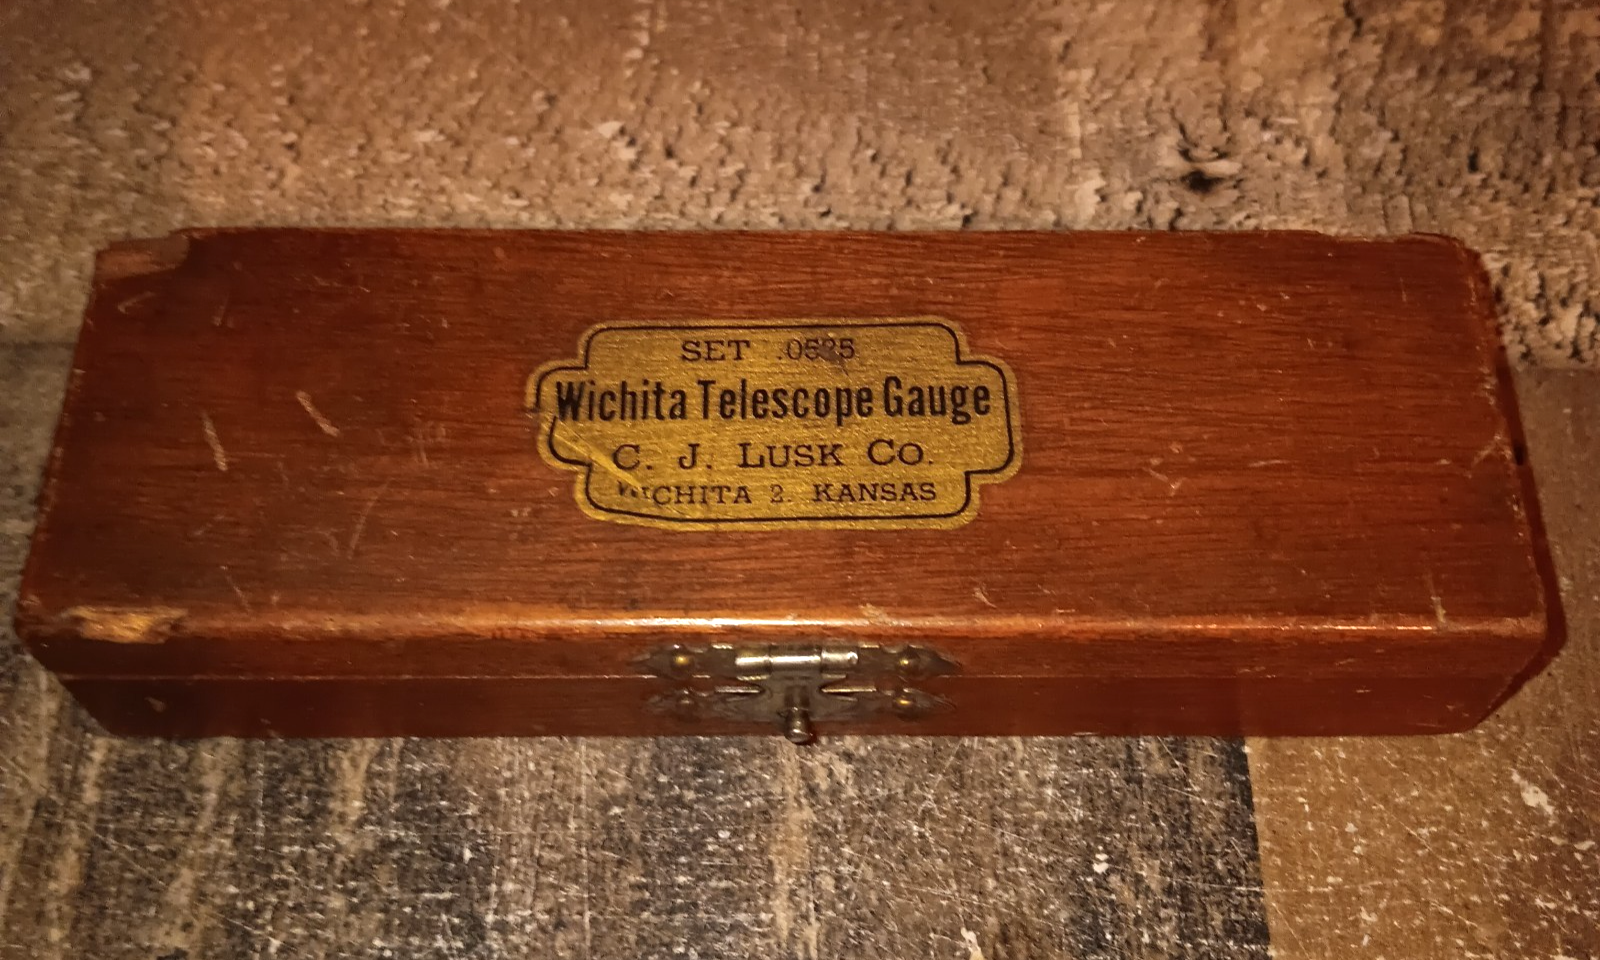 SET
Wichita Telescope Gauge
C. J. LUSK CO.
WICHITA 2. KANSAS